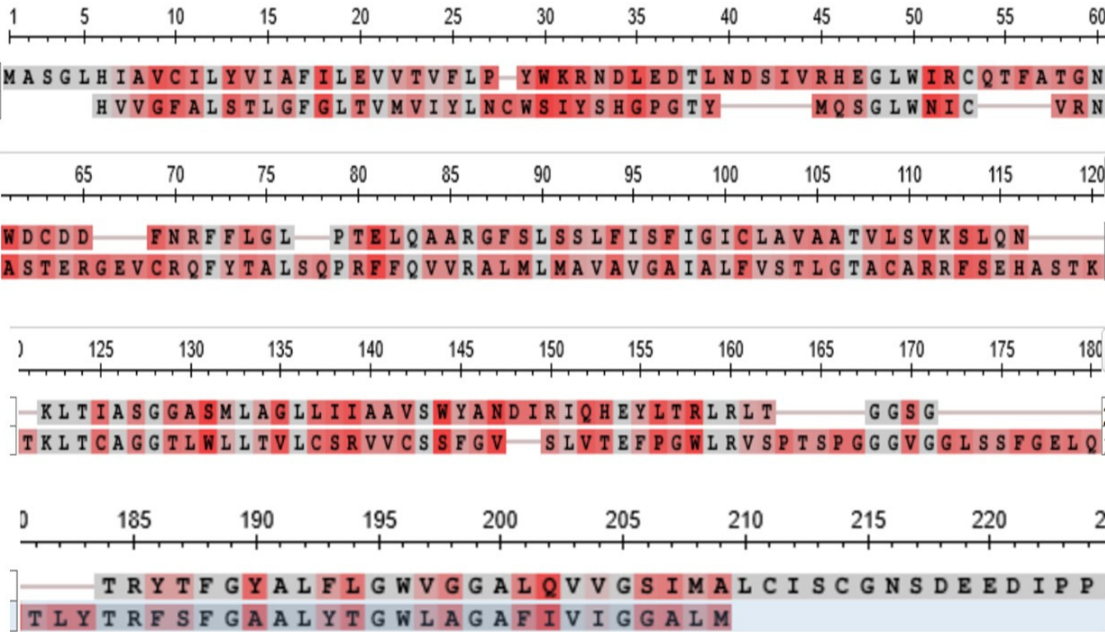 1 5 10 15 20 25 30 35 40 45 50 55 60
MASGLHIAVCILYVIAFILEVVTVFLP YWKRNDLEDTLNDSIVRHEGLWIRCQTFATGN
HVVGFALSTLGFGLTVMVIYLNCWSIYSHGPGTY MQSGLWNIC VRN
65 70 75 80 85 90 95 100 105 110 115 120
WDCDD FNRFFLGL PTELQAARGFSLSSLFISFIGICLAVAATVLSVKSLQN
ASTERGEVCRQFYTALSQPRFFQVVRALMLMAVAVGAIALFVSTLGTACARRFSEHASTK
125 130 135 140 145 150 155 160 165 170 175 180
KLTIASGGASMLAGLLIIAAVSWYANDIRIQHEYLTRLRLT GGSG
TKLTCAGGTLWLLTVLCSRVVCSSFGV SLVTEFPGWLRVSPTSPGGGVGGLSSFGELQ
185 190 195 200 205 210 215 220
TRYTFGYALFLGWVGGALQVVGSIMALCISCGNSDEEDIPP
TLYTRFSFGAALYTGWLAGAFIVIGGALM